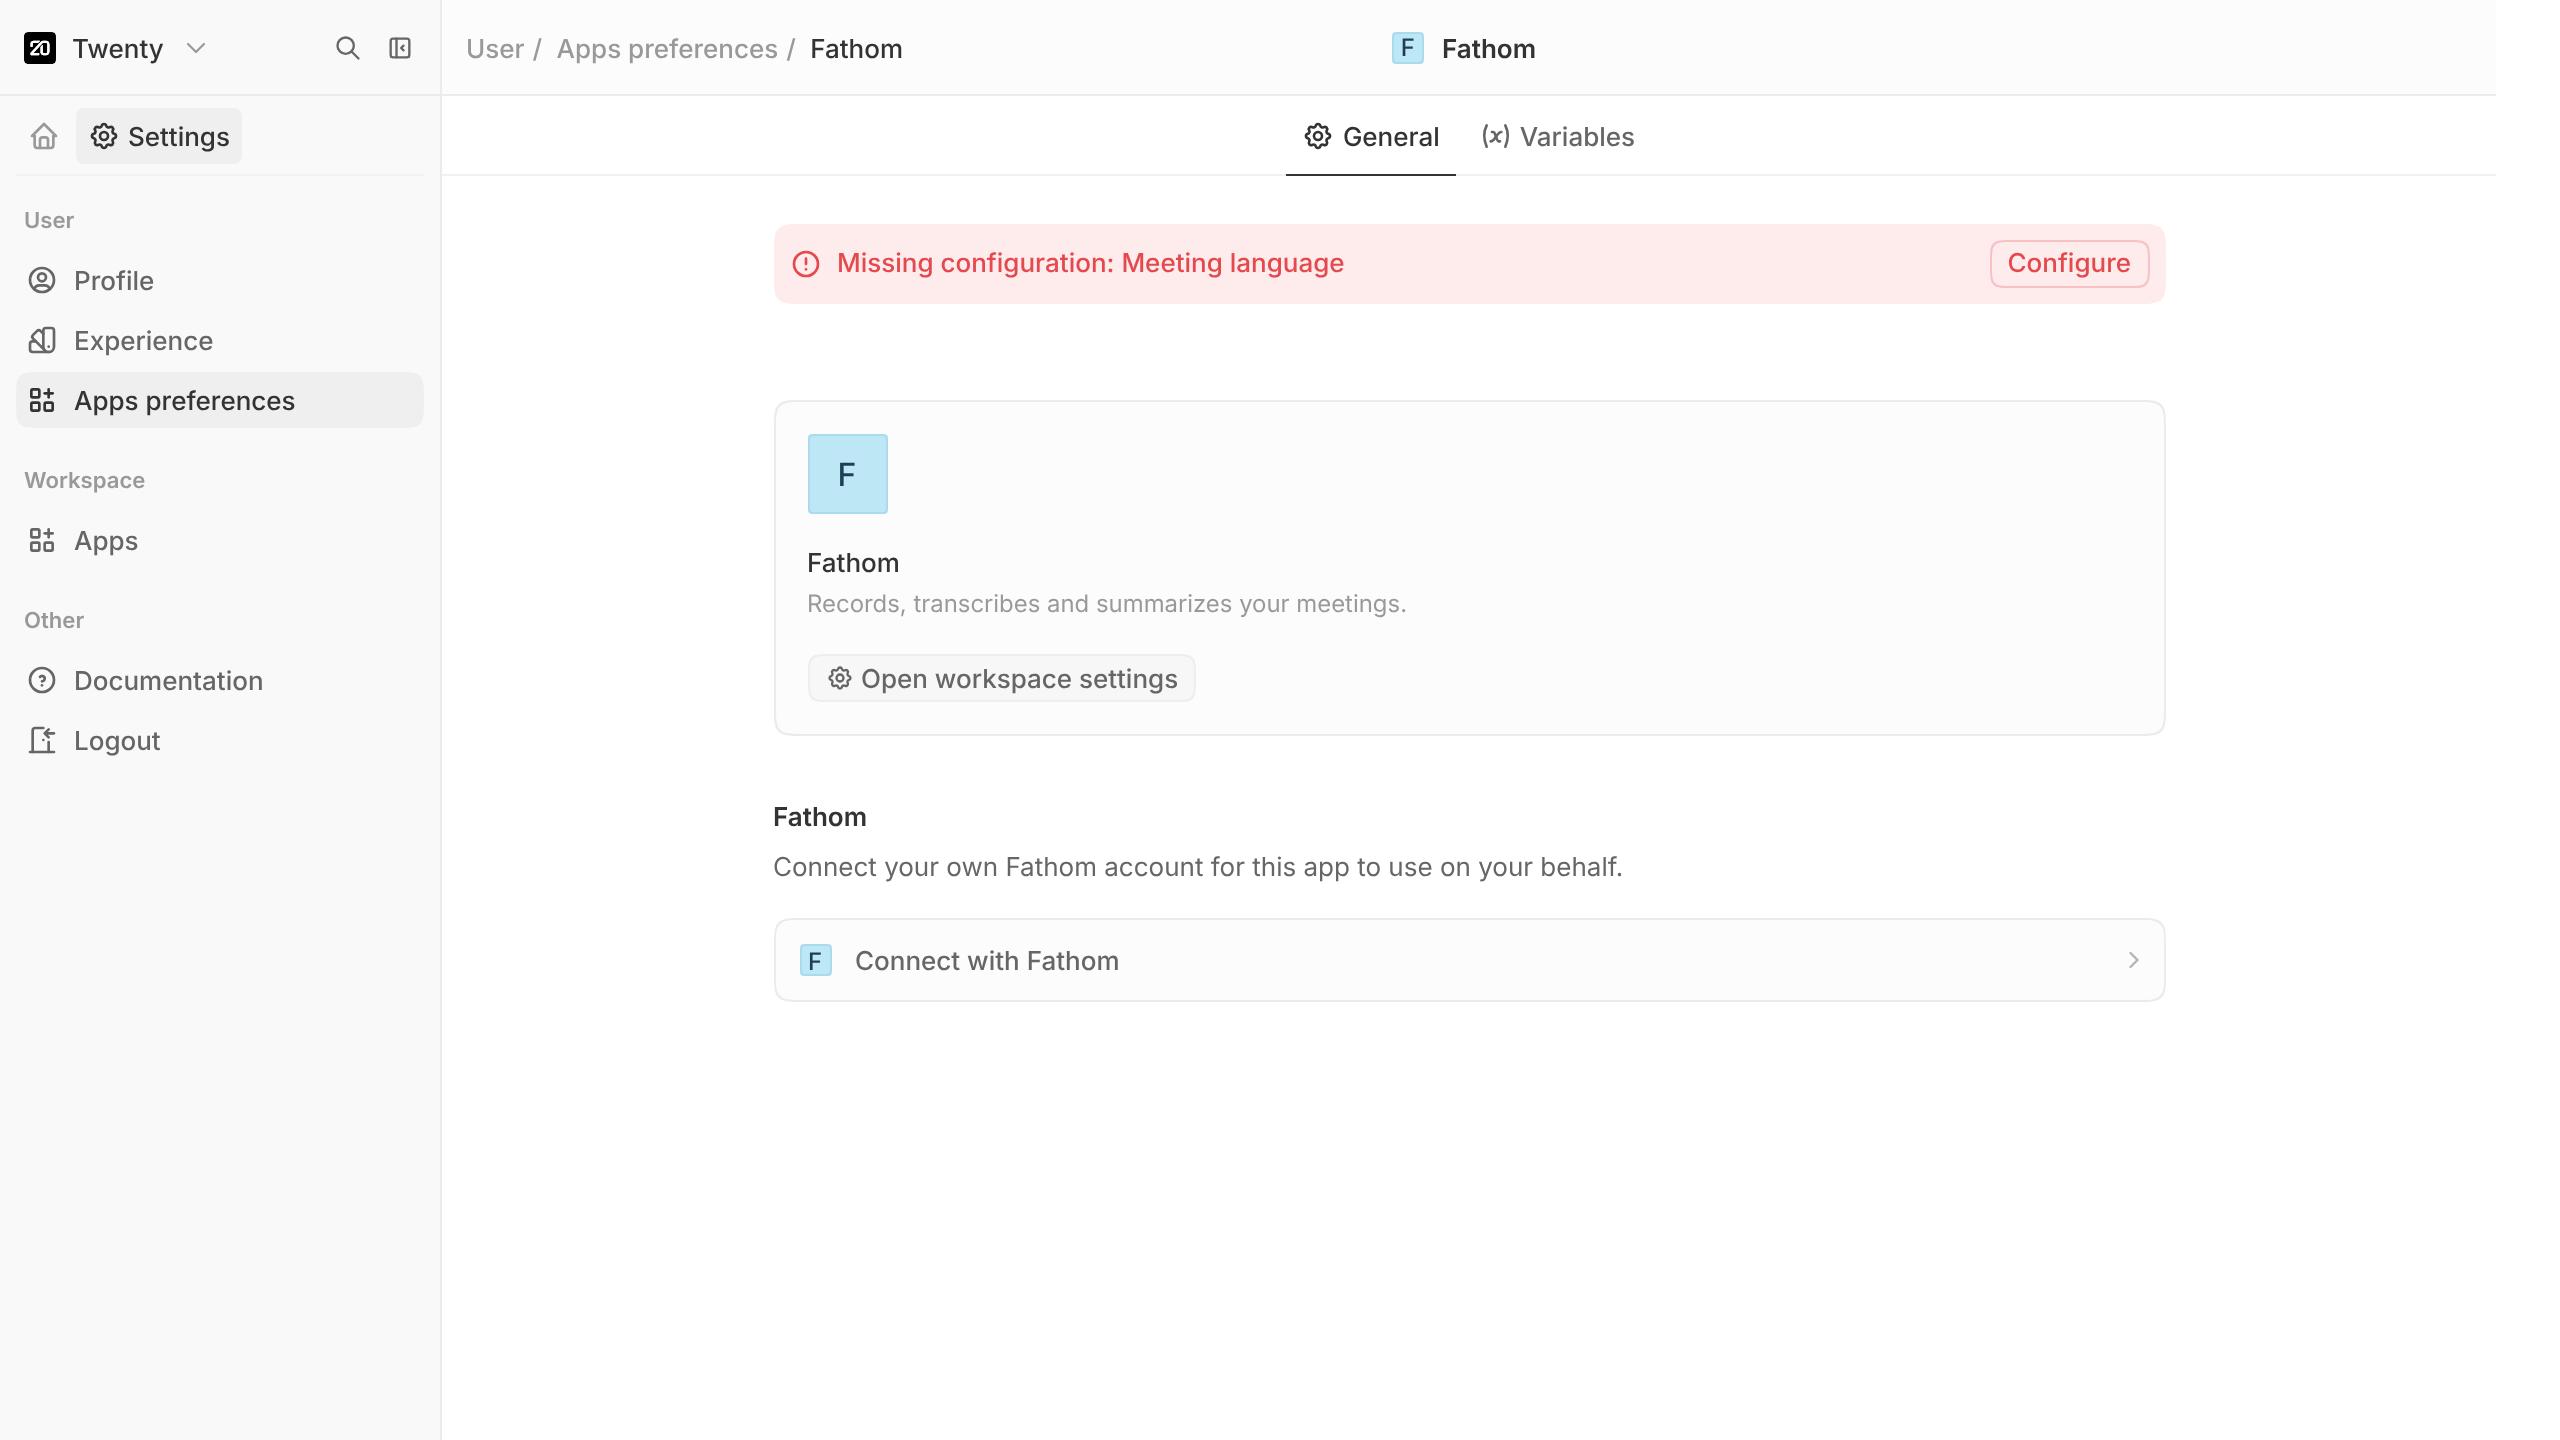 Twenty
User / Apps preferences / Fathom
F Fathom
Settings
General
(x) Variables
User
Profile
Experience
Apps preferences
Workspace
Apps
Other
Documentation
Logout
Missing configuration: Meeting language
Configure
F
Fathom
Records, transcribes and summarizes your meetings.
Open workspace settings
Fathom
Connect your own Fathom account for this app to use on your behalf.
F Connect with Fathom